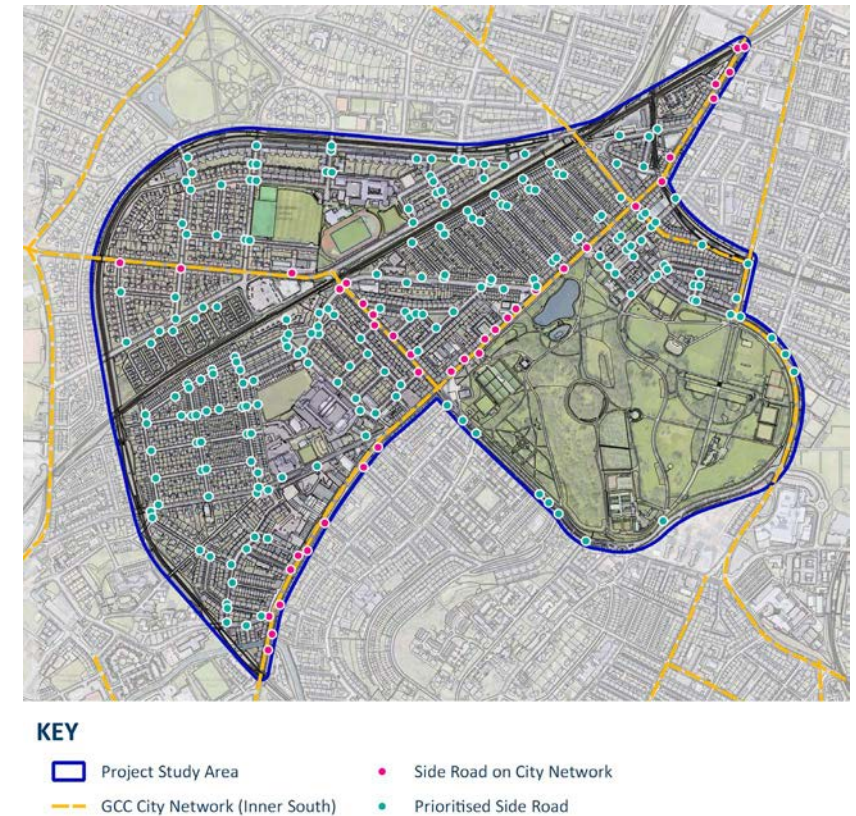 KEY
Project Study Area
Side Road on City Network
GCC City Network (Inner South)
Prioritised Side Road